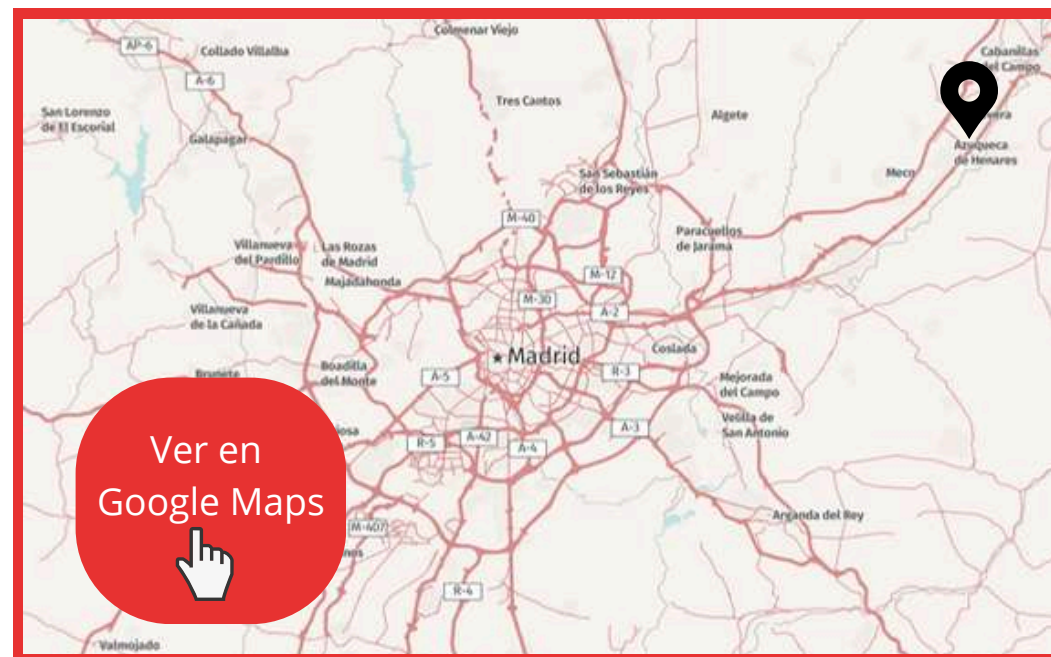 Colmenar Viejo
AP-6
Collado Villalba
Cabanillas
del Campo
A-6
San Lorenzo
de El Escorial
Tres Cantos
Algete
Galapagar
Azuqueca
de Henares
San Sebastián
de los Reyes
Meco
M-40
Paracuellos
de Jarama
Villanueva
del Pardillo
Las Rozas
de Madrid
Majadahonda
M-12
M-30
A-2
Villanueva
de la Cañada
Madrid
Coslada
Boadilla
del Monte
Brunete
A-5
R-3
Mejorada
del Campo
Velilla de
San Antonio
A-3
R-5
A-42
A-4
Ver en
Google Maps
M-407
Arganda del Rey
R-4
Valmojado